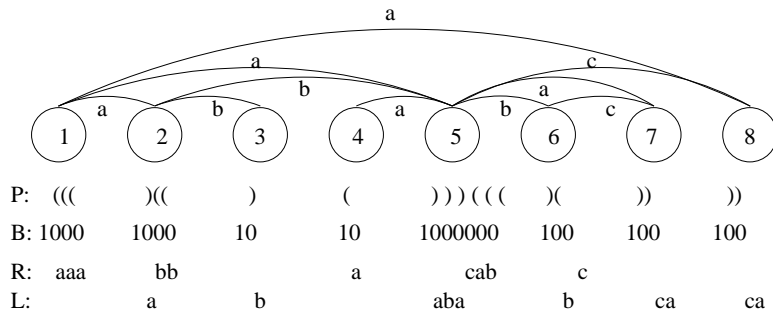 a
a
c
b
a
a
b
a
b
c
1 2 3 4 5 6 7 8
P: ((( )(( ) ( ) ) ) ( ( ( )( )) ))
B: 1000 1000 10 10 1000000 100 100 100
R: aaa bb a cab c
L: a b aba b ca ca